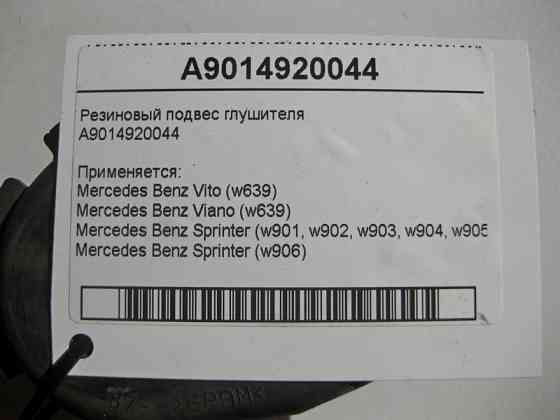 A9014920044
Резиновый подвес глушителя
A9014920044
Применяется:
Mercedes Benz Vito (w639)
Mercedes Benz Viano (w639)
Mercedes Benz Sprinter (w901, w902, w903, w904, w905
Mercedes Benz Sprinter (w906)